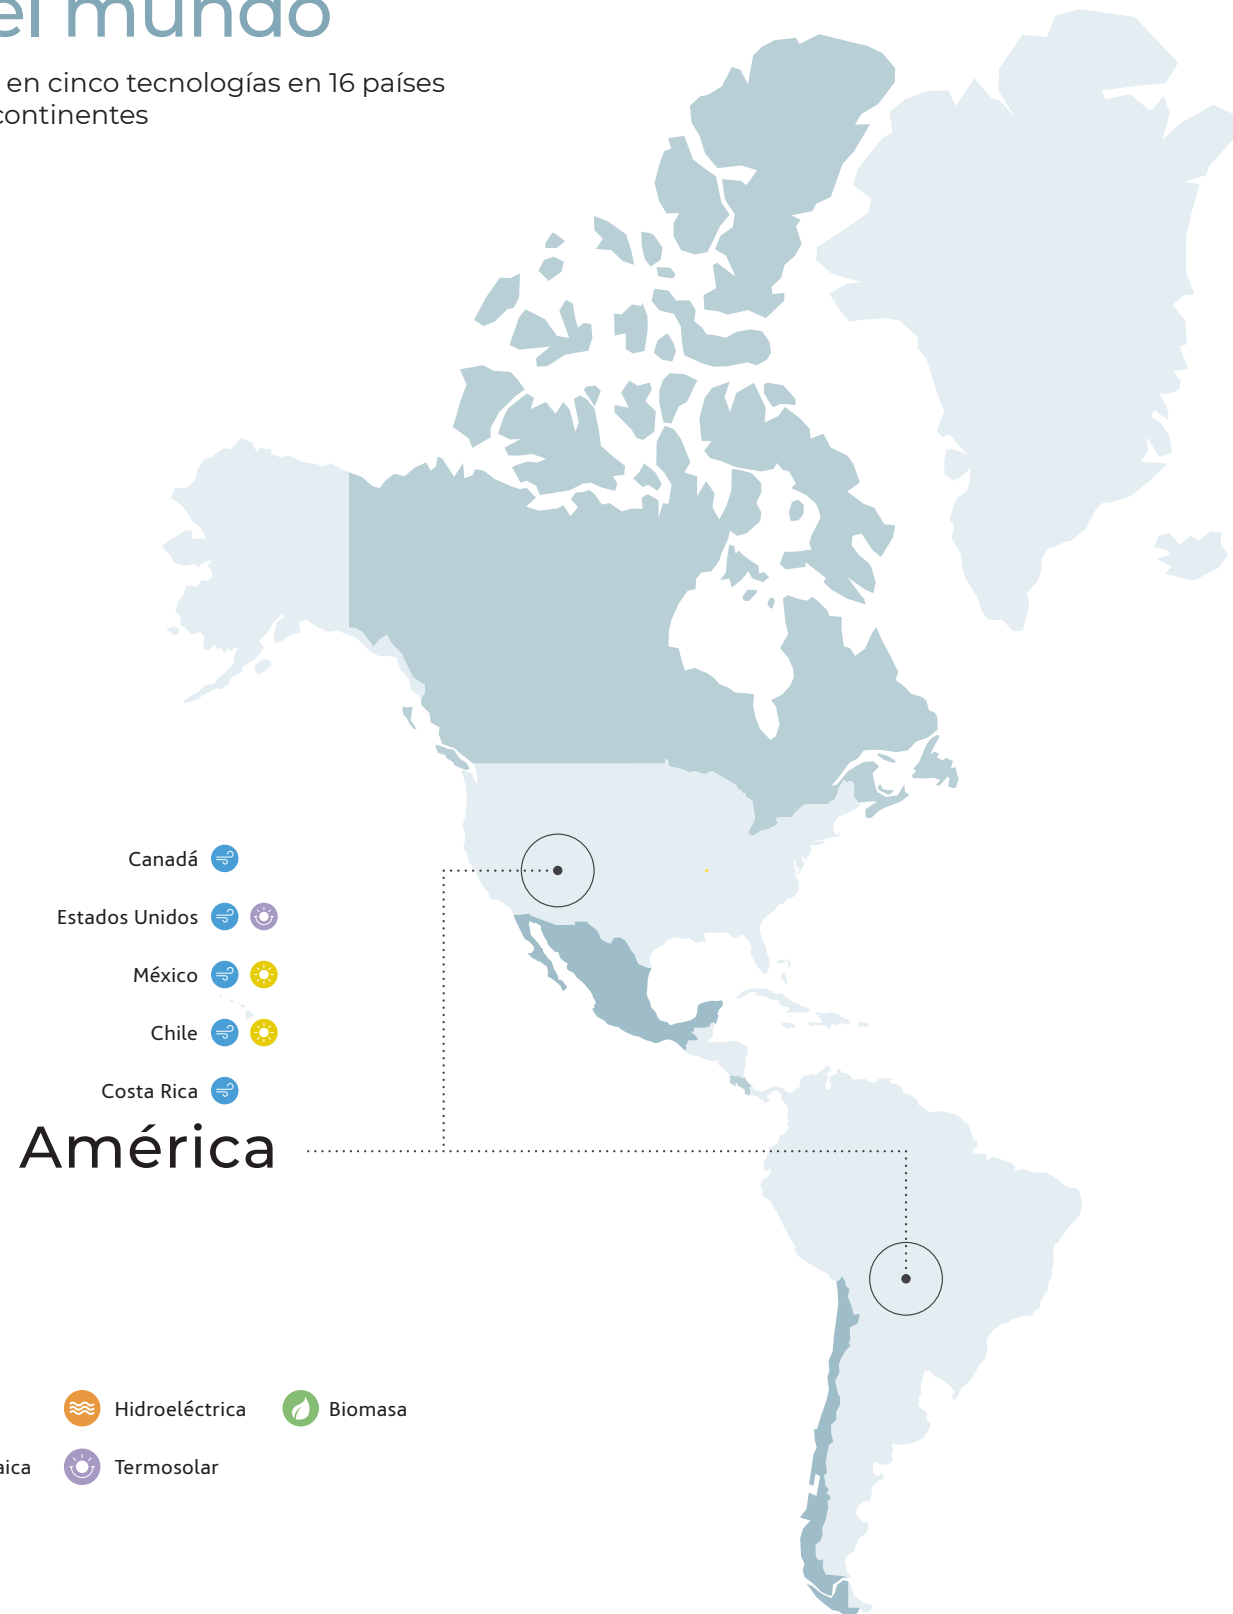 el mundo
en cinco tecnologías en 16 países
continentes
Canadá
Estados Unidos
México
Chile
Costa Rica
América
Hidroeléctrica
Biomasa
aica
Termosolar